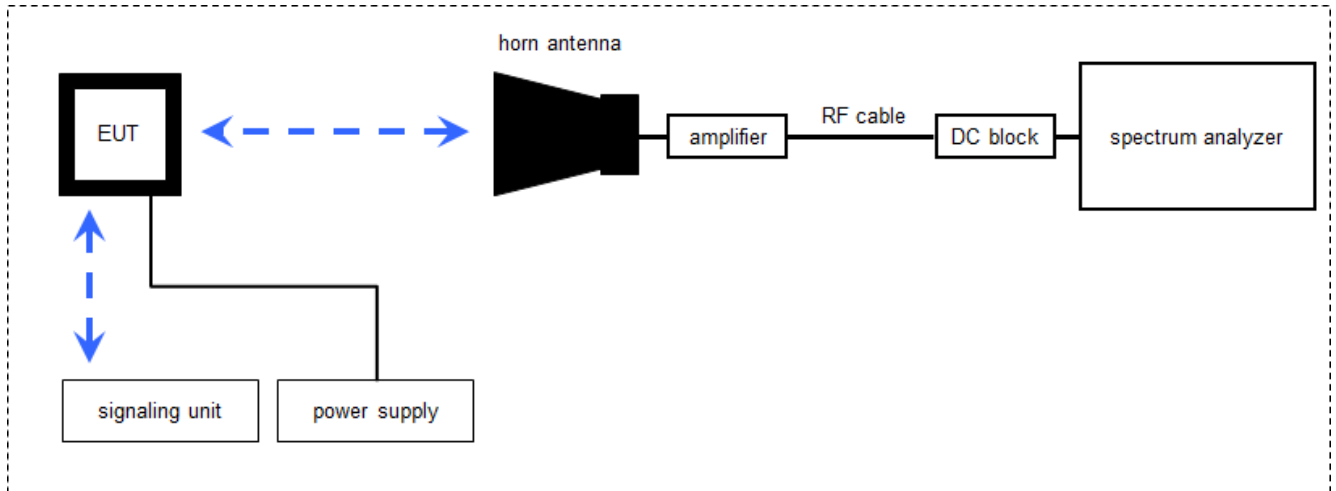 horn antenna
EUT
amplifier
RF cable
DC block
spectrum analyzer
signaling unit
power supply